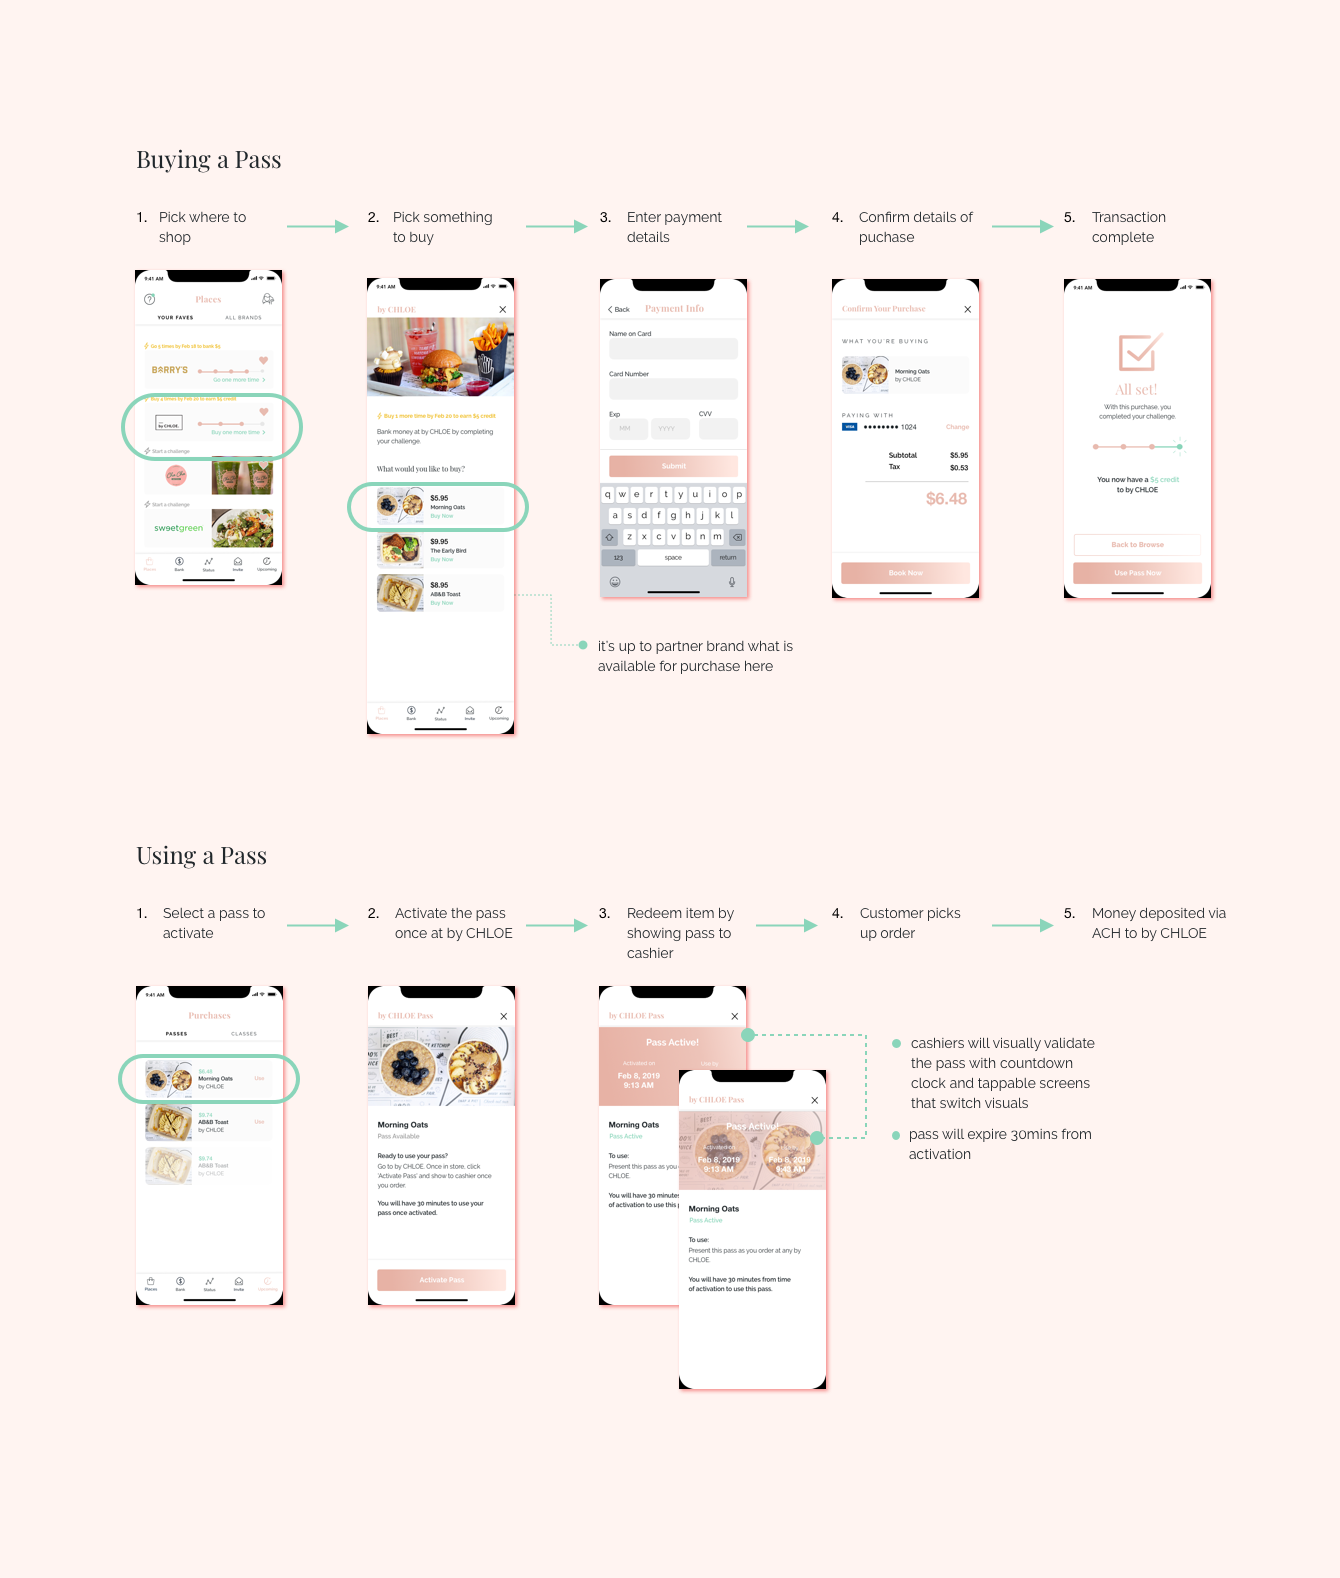 Buying a Pass
1. Pick where to
shop
2. Pick something
to buy
3. Enter payment
details
4. Confirm details of
puchase
5. Transaction
complete
9:41 AM
Places
YOUR FAVES ALL BRANDS
Go 5 times by Feb 28 to bank $5
BARRY'S
Go one more time >
by CHLOE.
Buy one more time >
Start a challenge
Start a challenge
sweetgreen
Places Bank Status Invite Upcoming
9:41 AM
by CHLOE
Buy 1 more time by Feb 20 to earn $5 credit
Bank money at by CHLOE by completing
your challenge.
What would you like to buy?
$5.95
Morning Oats
Buy Now
$9.95
The Early Bird
Buy Now
$8.95
AB&B Toast
Buy Now
Places Bank Status Invite Upcoming
it's up to partner brand what is
available for purchase here
Back Payment Info
Name on Card
Card Number
Exp CVV
MM YYYY
Submit
q w e r t y u i o p
a s d f g h j k l
z x c v b n m
123 space return
Confirm Your Purchase
WHAT YOU'RE BUYING
Morning Oats
by CHLOE
PAYING WITH
VISA •••••••• 1024 Change
Subtotal $5.95
Tax $0.53
$6.48
Book Now
9:41 AM
All set!
With this purchase, you
completed your challenge.
You now have a $5 credit
to by CHLOE
Back to Browse
Use Pass Now
Using a Pass
1. Select a pass to
activate
2. Activate the pass
once at by CHLOE
3. Redeem item by
showing pass to
cashier
4. Customer picks
up order
5. Money deposited via
ACH to by CHLOE
9:41 AM
Purchases
PASSES CLASSES
$6.48
Morning Oats
by CHLOE
Use
$9.74
AB&B Toast
by CHLOE
Use
$9.74
AB&B Toast
by CHLOE
Places Bank Status Invite Upcoming
by CHLOE Pass
Morning Oats
Pass Available
Ready to use your pass?
Go to by CHLOE. Once in store, click
'Activate Pass' and show to cashier once
you order.
You will have 30 minutes to use your
pass once activated.
Activate Pass
by CHLOE Pass
Pass Active!
Activated on Use by
Feb 8, 2019
9:13 AM
Morning Oats
Pass Active
To use:
Present this pass as you
CHLOE.
You will have 30 minutes
of activation to use this
by CHLOE Pass
Pass Active!
Activated on
Feb 8, 2019 Feb 8, 2019
9:13 AM 9:43 AM
Morning Oats
Pass Active
To use:
Present this pass as you order at any by
CHLOE.
You will have 30 minutes from time
of activation to use this pass.
cashiers will visually validate
the pass with countdown
clock and tappable screens
that switch visuals
pass will expire 30mins from
activation